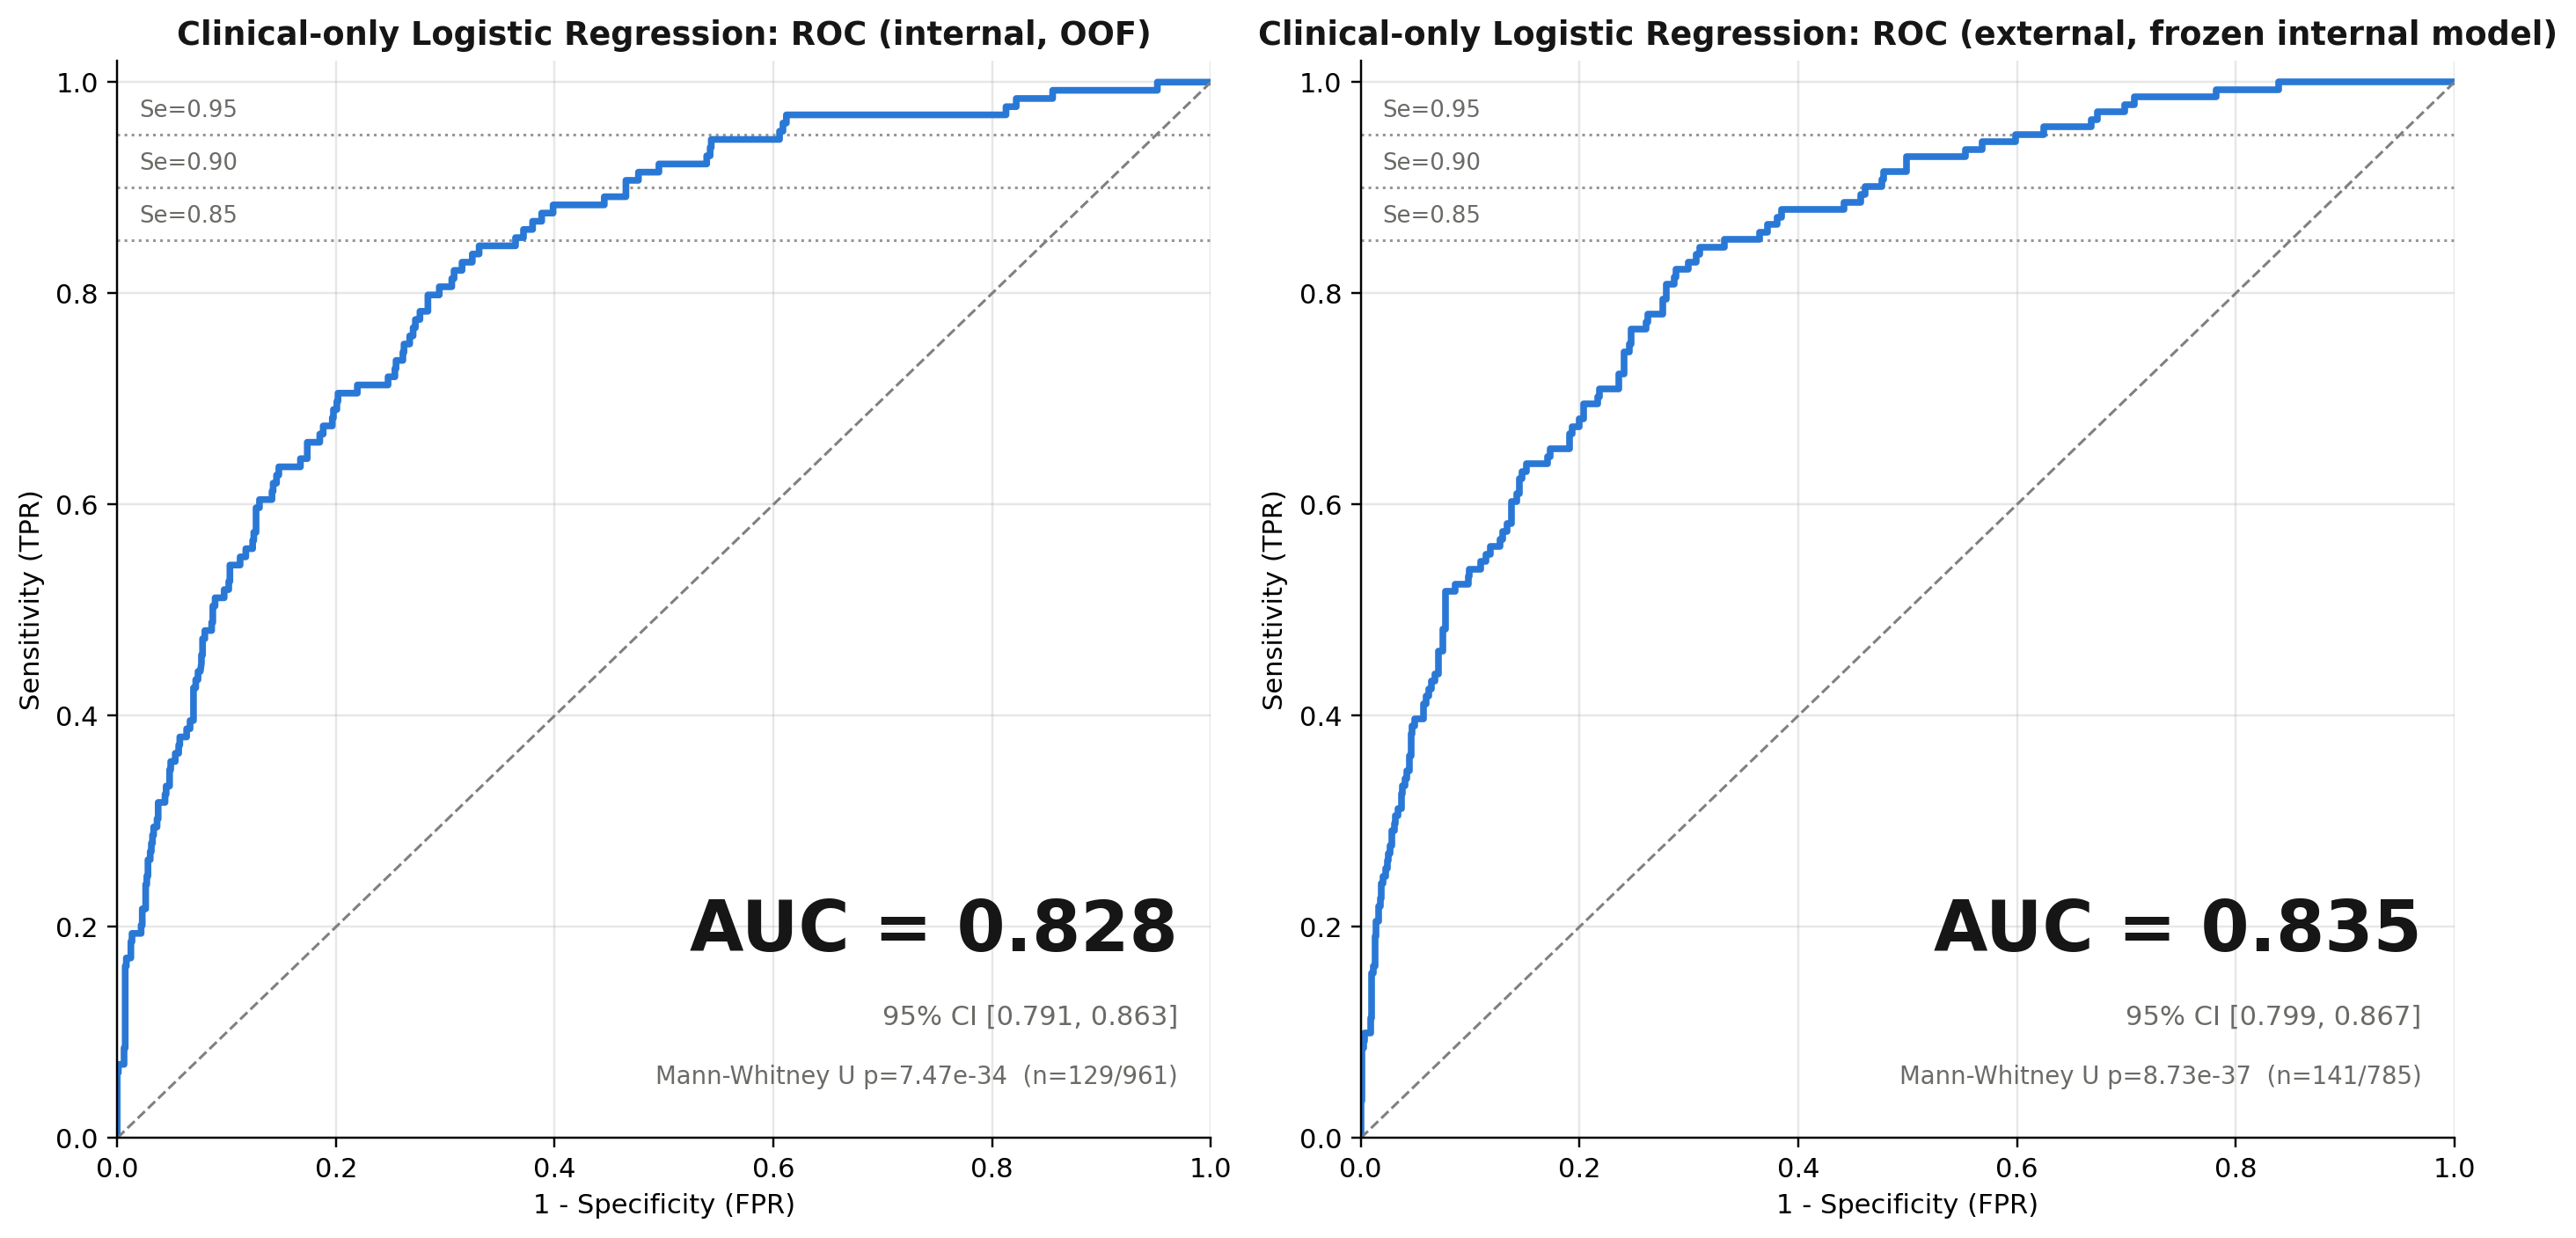 Clinical-only Logistic Regression: ROC (internal, OOF)
1.0
Se=0.95
Se=0.90
Se=0.85
0.8
0.6
Sensitivity (TPR)
0.4
0.2
AUC = 0.828
95% CI [0.791, 0.863]
Mann-Whitney U p=7.47e-34 (n=129/961)
0.0
0.0 0.2 0.4 0.6 0.8 1.0
1 - Specificity (FPR)
Clinical-only Logistic Regression: ROC (external, frozen internal model)
1.0
Se=0.95
Se=0.90
Se=0.85
0.8
0.6
Sensitivity (TPR)
0.4
0.2
AUC = 0.835
95% CI [0.799, 0.867]
Mann-Whitney U p=8.73e-37 (n=141/785)
0.0
0.0 0.2 0.4 0.6 0.8 1.0
1 - Specificity (FPR)